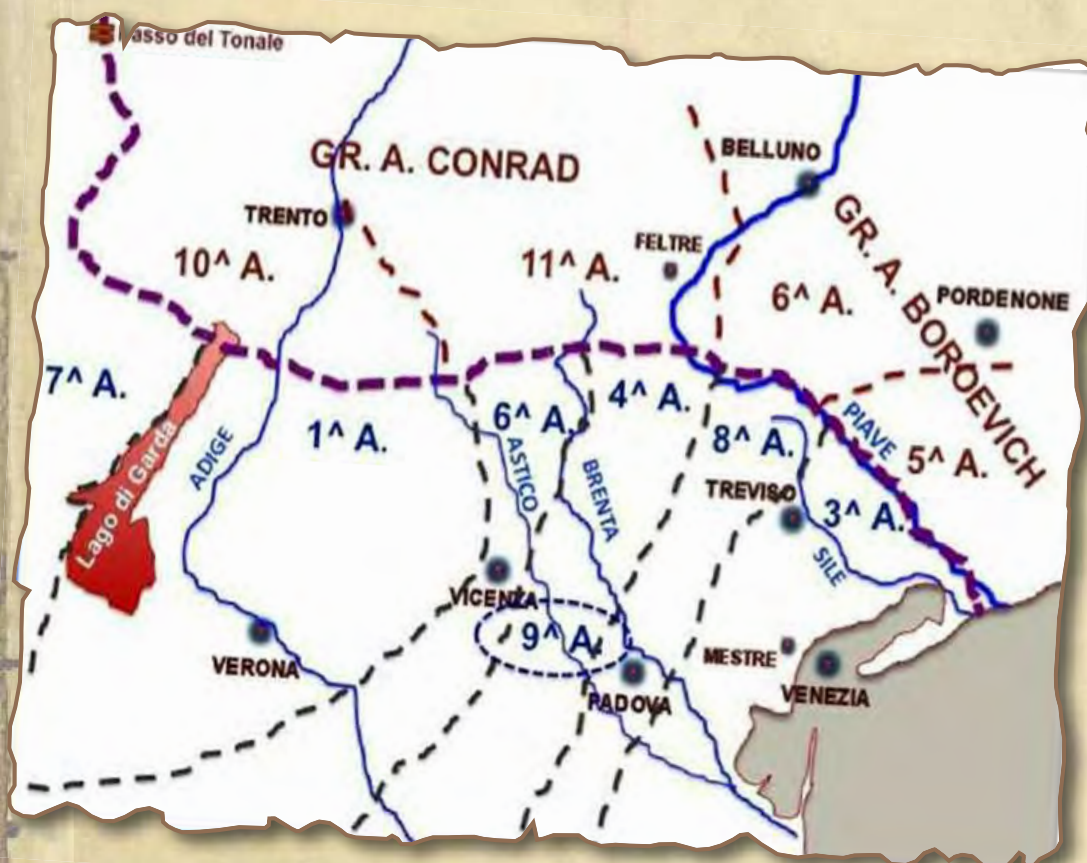 Passo del Tonale
GR. A. CONRAD
BELLUNO
TRENTO
GR. A. BOROEVICH
FELTRE
10^ A.
11^ A.
6^ A.
PORDENONE
7^ A.
1^ A.
6^ A.
4^ A.
8^ A.
PIAVE
5^ A.
Lago di Garda
ADIGE
ASTICO
BRENTA
TREVISO
3^ A.
SILE
VICENZA
9^ A.
VERONA
MESTRE
PADOVA
VENEZIA